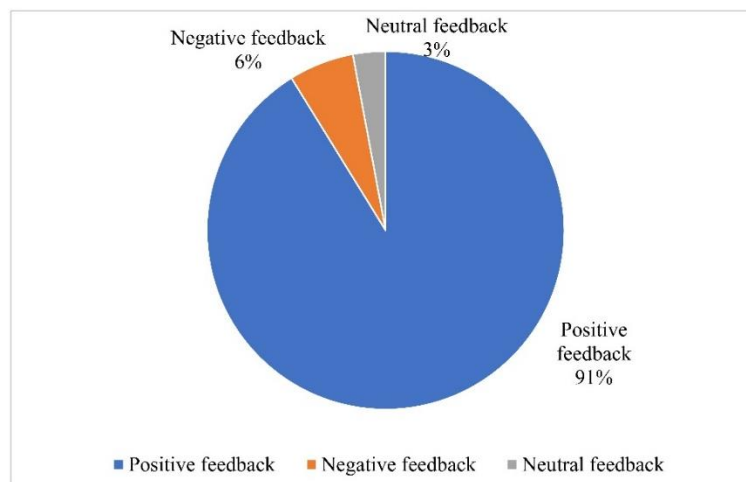 Neutral feedback
3%
Negative feedback
6%
Positive
feedback
91%
Positive feedback
Negative feedback
Neutral feedback